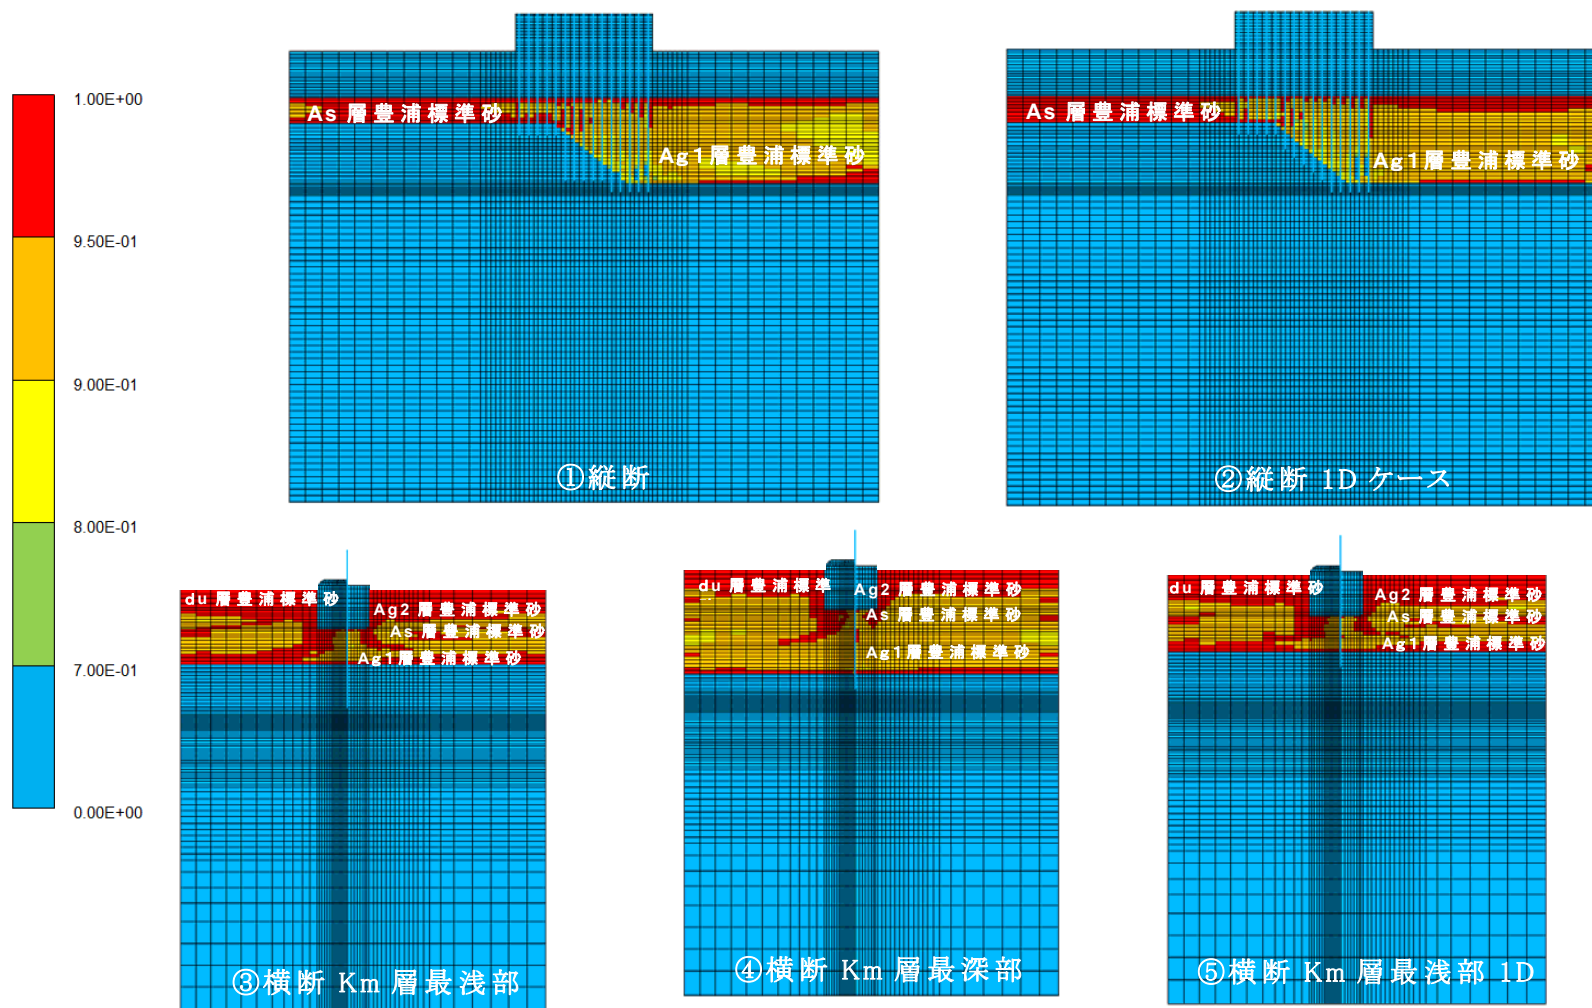 1.00E+00
9.50E-01
9.00E-01
8.00E-01
7.00E-01
0.00E+00
As 層豊浦標準砂
Ag1層豊浦標準砂
①縦断
As 層豊浦標準砂
Ag1層豊浦標準砂
②縦断 1D ケース
du 層豊浦標準砂
Ag2 層豊浦標準砂
As 層豊浦標準砂
Ag1層豊浦標準砂
③横断 Km 層最浅部
du 層豊浦標準
Ag2 層豊浦標準砂
As 層豊浦標準砂
Ag1層豊浦標準砂
④横断 Km 層最深部
du 層豊浦標準砂
Ag2 層豊浦標準砂
As 層豊浦標準砂
Ag1層豊浦標準砂
⑤横断 Km 層最浅部 1D